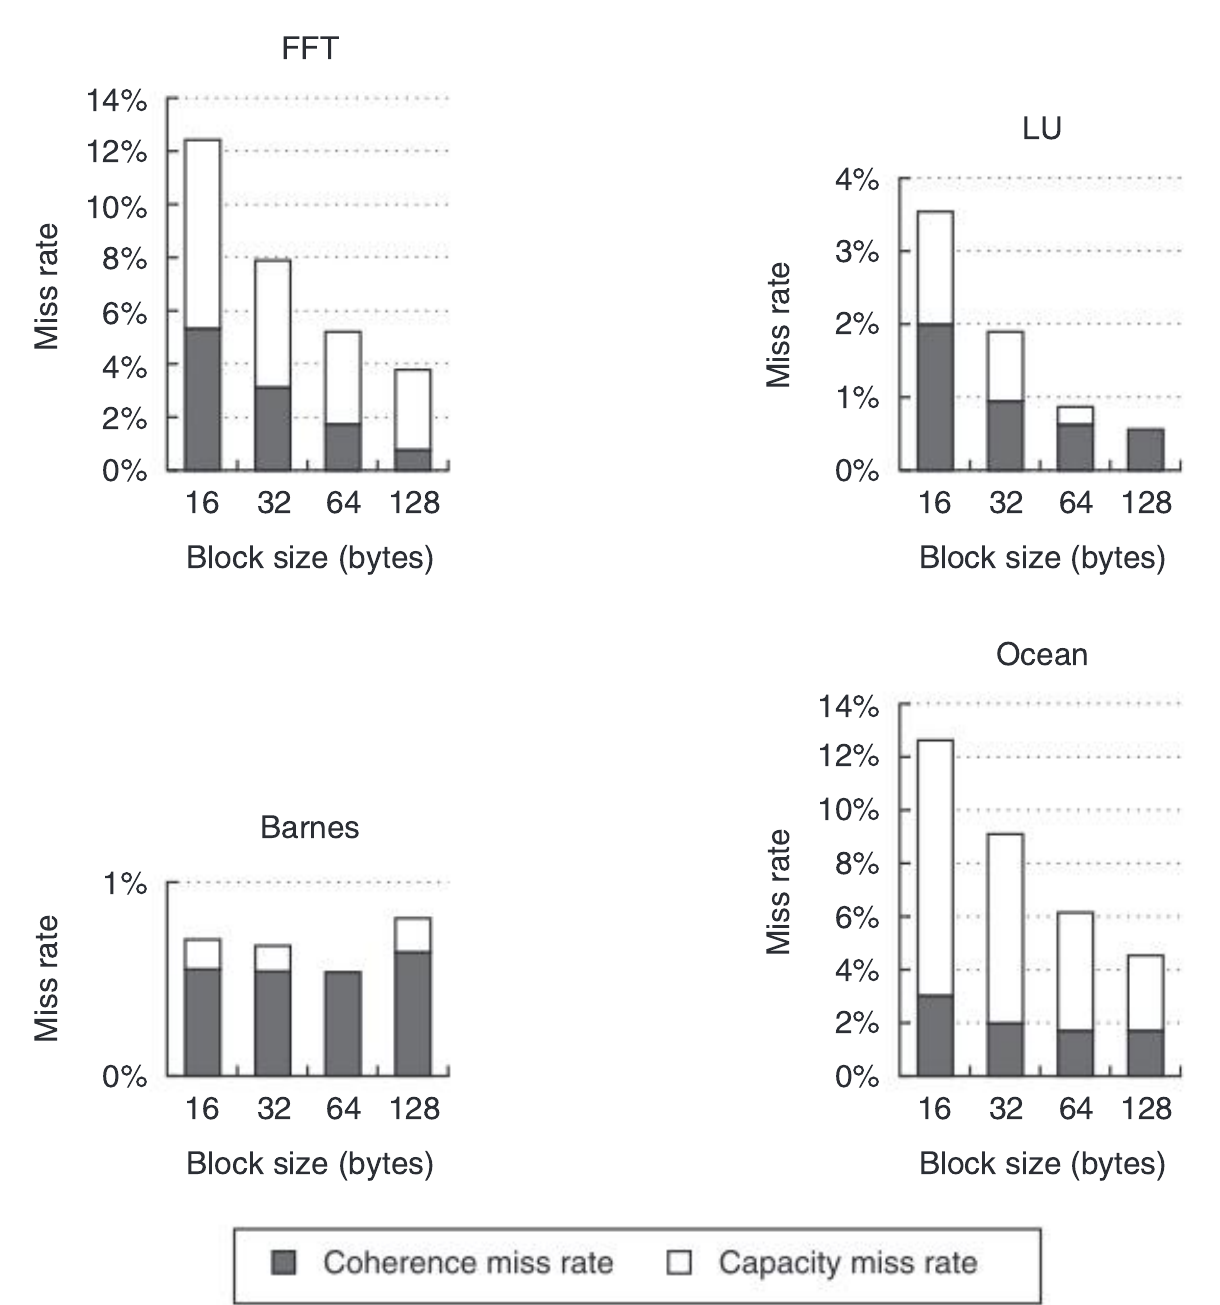 FFT
14%
12%
10%
8%
6%
4%
2%
0%
Miss rate
16 32 64 128
Block size (bytes)
LU
4%
3%
2%
1%
0%
Miss rate
16 32 64 128
Block size (bytes)
Barnes
1%
0%
Miss rate
16 32 64 128
Block size (bytes)
Ocean
14%
12%
10%
8%
6%
4%
2%
0%
Miss rate
16 32 64 128
Block size (bytes)
Coherence miss rate Capacity miss rate